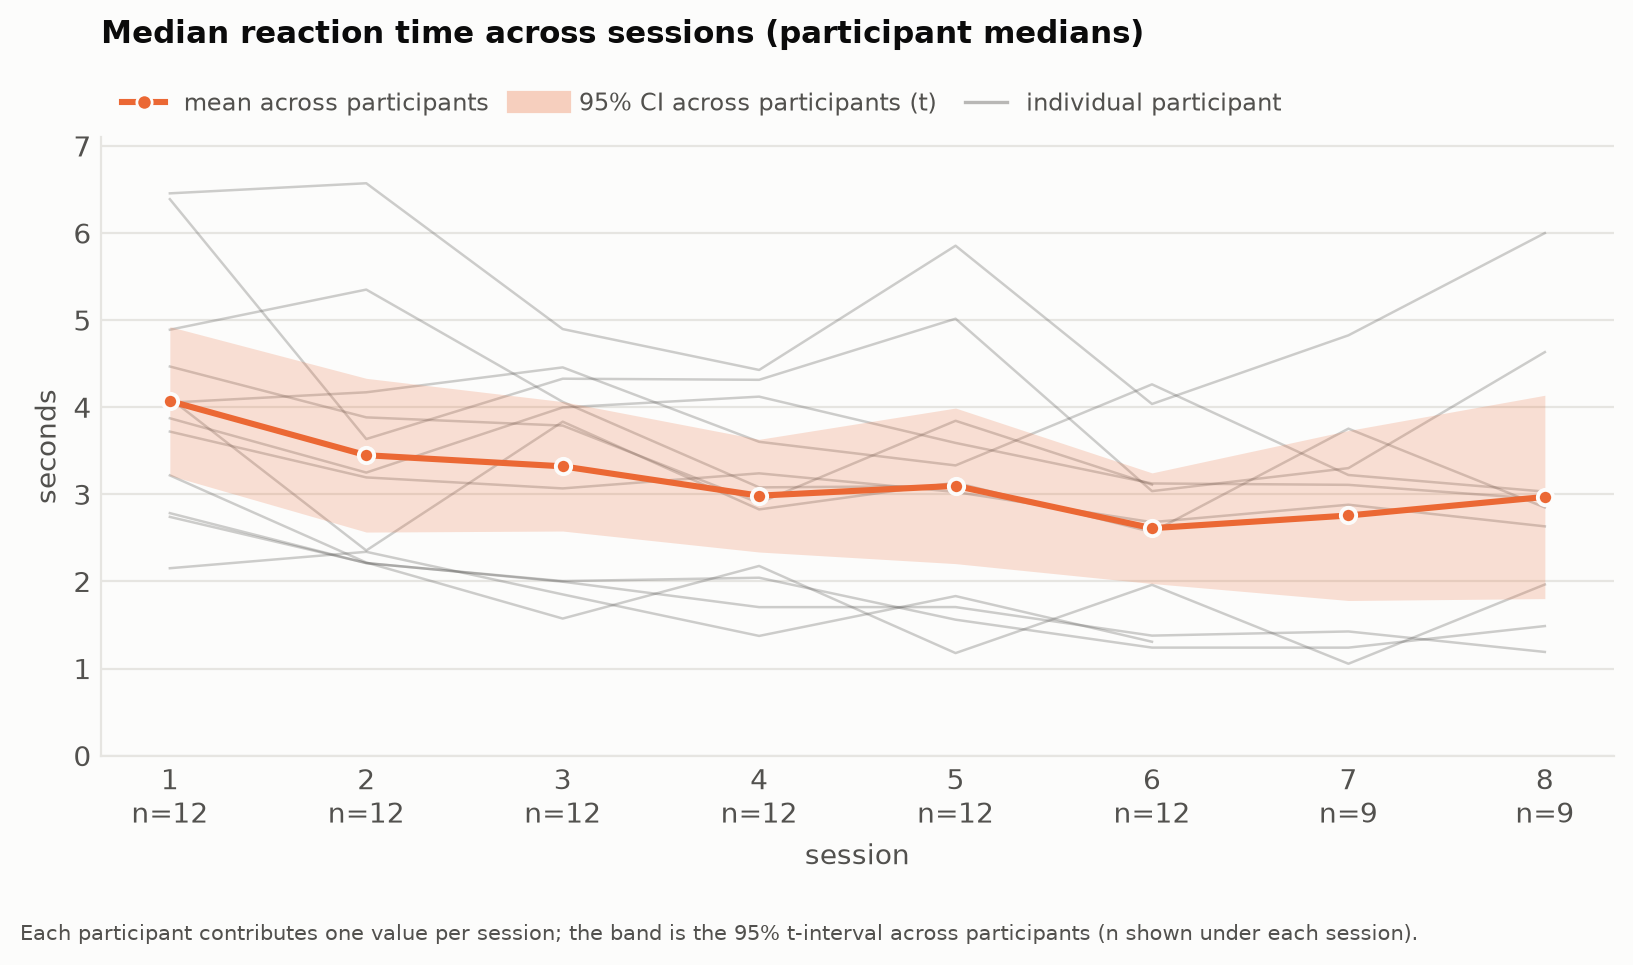 Median reaction time across sessions (participant medians)
mean across participants 95% CI across participants (t) individual participant
7
6
5
4
3
2
1
0
seconds
1 2 3 4 5 6 7 8
n=12 n=12 n=12 n=12 n=12 n=12 n=9 n=9
session
Each participant contributes one value per session; the band is the 95% t-interval across participants (n shown under each session).